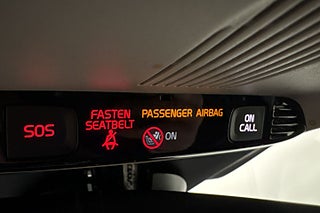 SOS
FASTEN
SEATBELT
PASSENGER AIRBAG
ON
ON
CALL